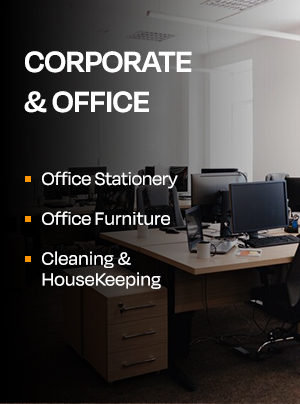 CORPORATE
& OFFICE
Office Stationery
Office Furniture
Cleaning &
HouseKeeping